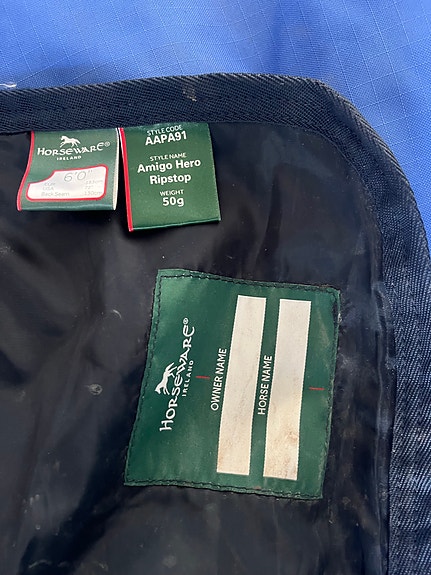 HORSEWARE®
IRELAND
6'0"
STYLE CODE
AAPA91
STYLE NAME
Amigo Hero
Ripstop
WEIGHT
50g
HORSEWARE®
IRELAND
OWNER NAME
HORSE NAME